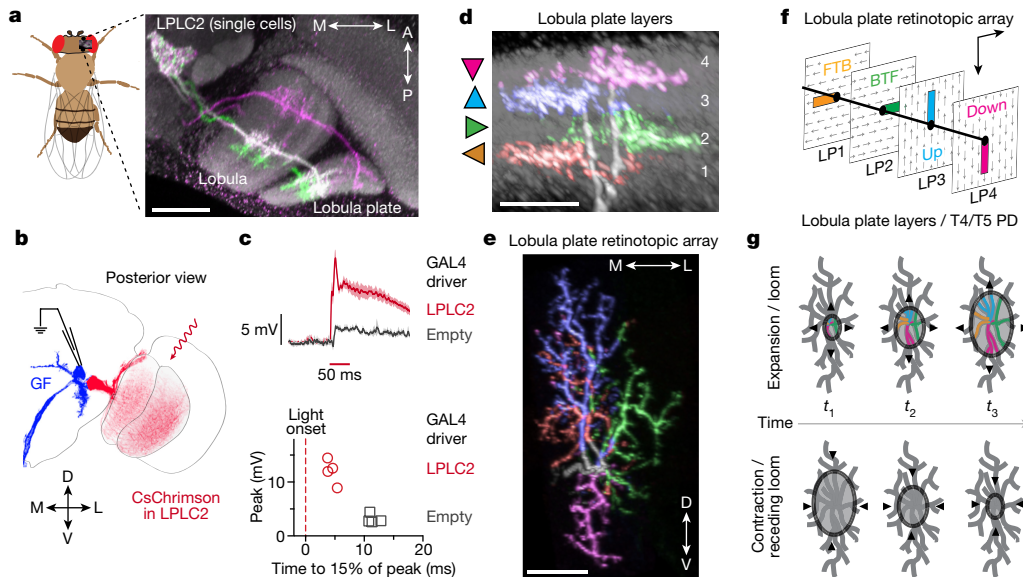 a
LPLC2 (single cells)
M L
A
P
Lobula
Lobula plate
b
Posterior view
GF
D
M L
V
CsChrimson
in LPLC2
c
GAL4
driver
LPLC2
Empty
5 mV
50 ms
Light
onset
GAL4
driver
LPLC2
Empty
Peak (mV)
10
0
0 10 20
Time to 15% of peak (ms)
d
Lobula plate layers
4
3
2
1
e
Lobula plate retinotopic array
M L
D
V
f
Lobula plate retinotopic array
FTB
BTF
Up
Down
LP1
LP2
LP3
LP4
Lobula plate layers / T4/T5 PD
g
Expansion / loom
t1 t2 t3
Time
Contraction /
receding loom